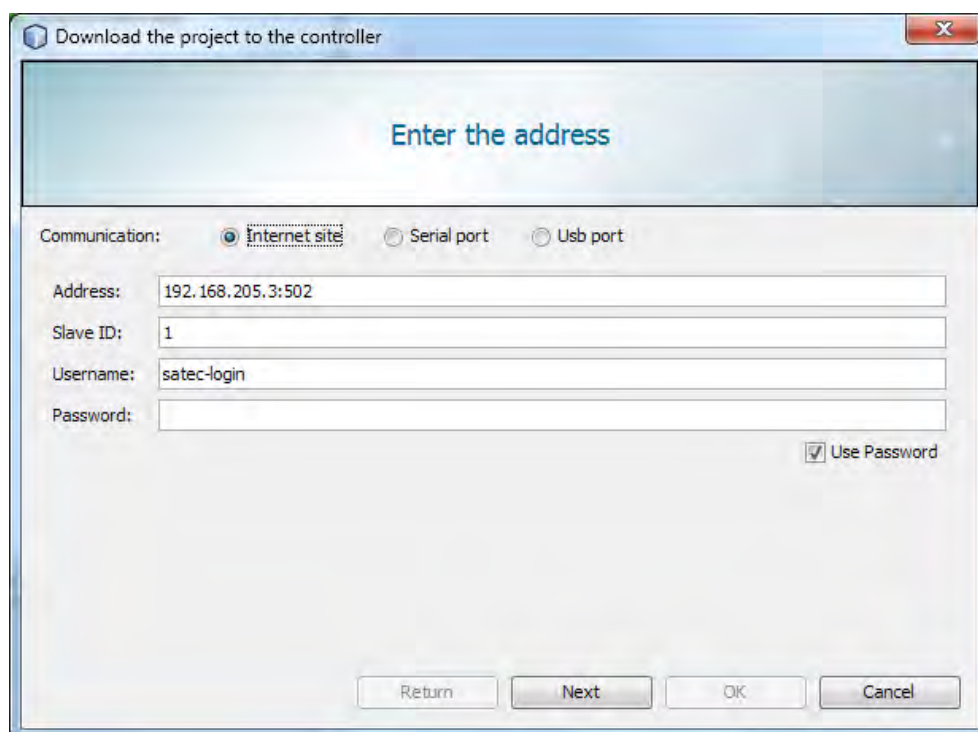 Download the project to the controller
Enter the address
Communication: Internet site Serial port Usb port
Address: 192.168.205.3:502
Slave ID: 1
Username: satec-login
Password:
Use Password
Return Next OK Cancel